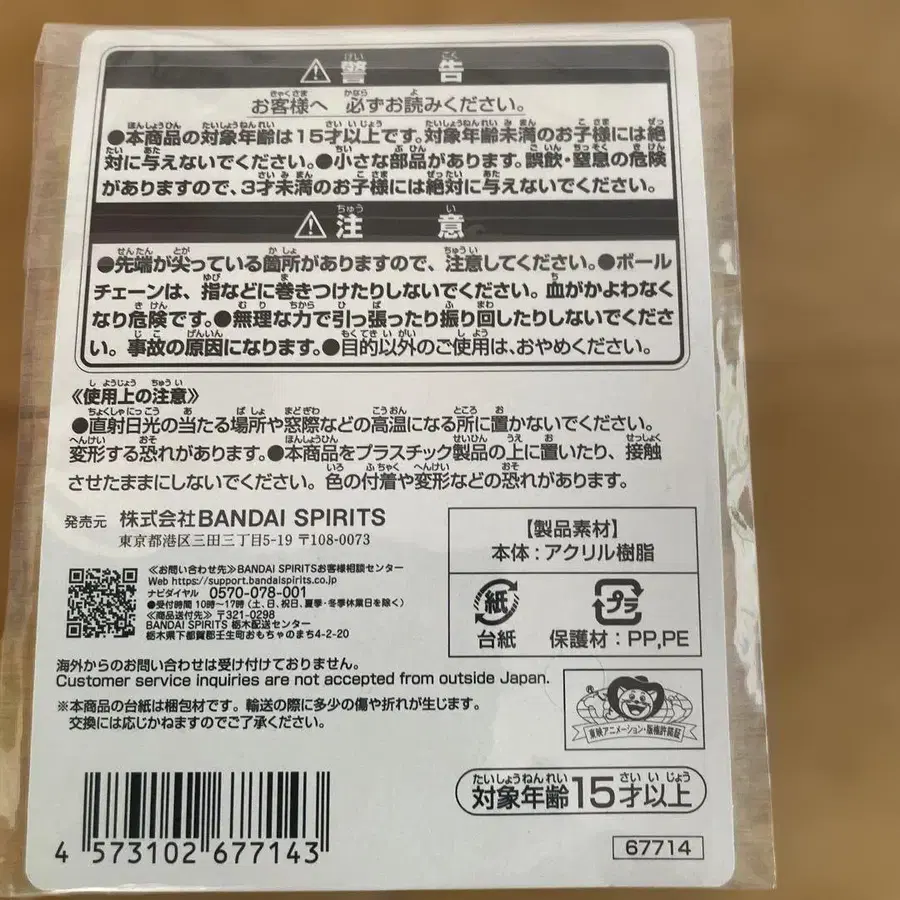 ⚠警告
お客様へ 必ずお読みください。
●本商品の対象年齢は15才以上です。対象年齢未満のお子様には絶
対に与えないでください。●小さな部品があります。誤飲・窒息の危険
がありますので、3才未満のお子様には絶対に与えないでください。
⚠注意
●先端が尖っている箇所がありますので、注意してください。●ボール
チェーンは、指などに巻きつけたりしないでください。血がかよわなく
なり危険です。●無理な力で引っ張ったり振り回したりしないでくださ
い。事故の原因になります。●目的以外のご使用は、おやめください。
《使用上の注意》
●直射日光の当たる場所や窓際などの高温になる所に置かないでください。
変形する恐れがあります。●本商品をプラスチック製品の上に置いたり、接触
させたままにしないでください。色の付着や変形などの恐れがあります。
発売元 株式会社BANDAI SPIRITS
東京都港区三田三丁目5-19 〒108-0073
≪お問い合わせ先≫BANDAI SPIRITSお客様相談センター
Web https://support.bandaispirits.co.jp
ナビダイヤル 0570-078-001
●受付時間 10時〜17時(土、日、祝日、夏季・冬季休業日を除く)
≪商品送付先≫〒321-0298
BANDAI SPIRITS 栃木配送センター
栃木県下都賀郡壬生町おもちゃのまち4-2-20
【製品素材】
本体:アクリル樹脂
紙
台紙
プラ
保護材:PP,PE
海外からのお問い合わせは受け付けておりません。
Customer service inquiries are not accepted from outside Japan.
※本商品の台紙は梱包材です。輸送の際に多少の傷や折れが生じます。
交換には応じかねますのでご了承ください。
東映アニメーション・版権許諾証
対象年齢15才以上
4 573102 677143
67714